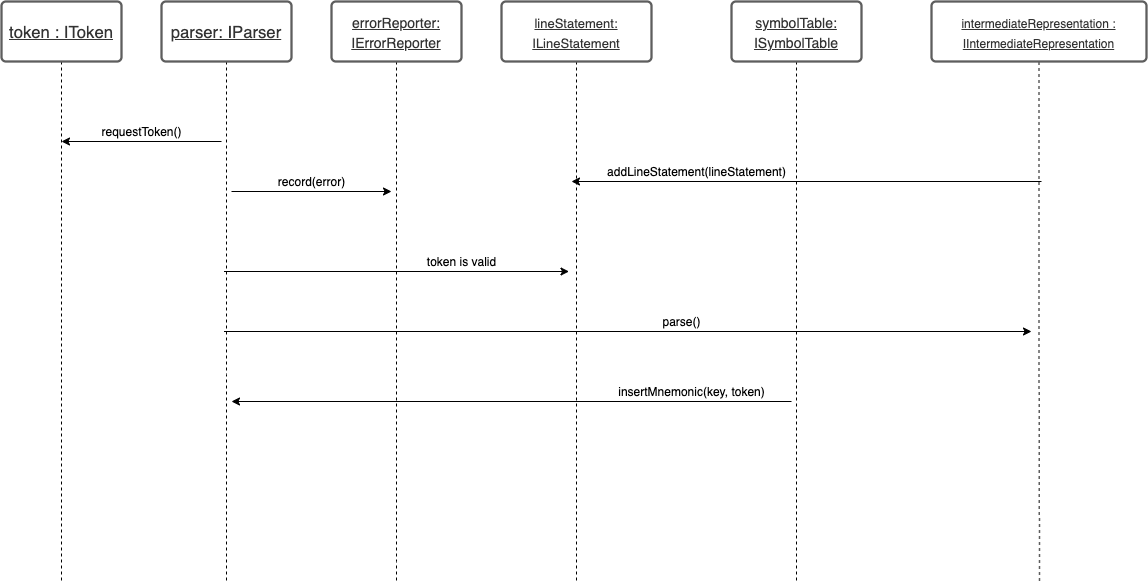 token : IToken
parser: IParser
errorReporter:
IErrorReporter
lineStatement:
ILineStatement
symbolTable:
ISymbolTable
intermediateRepresentation :
IIntermediateRepresentation
requestToken()
addLineStatement(lineStatement)
record(error)
token is valid
parse()
insertMnemonic(key, token)